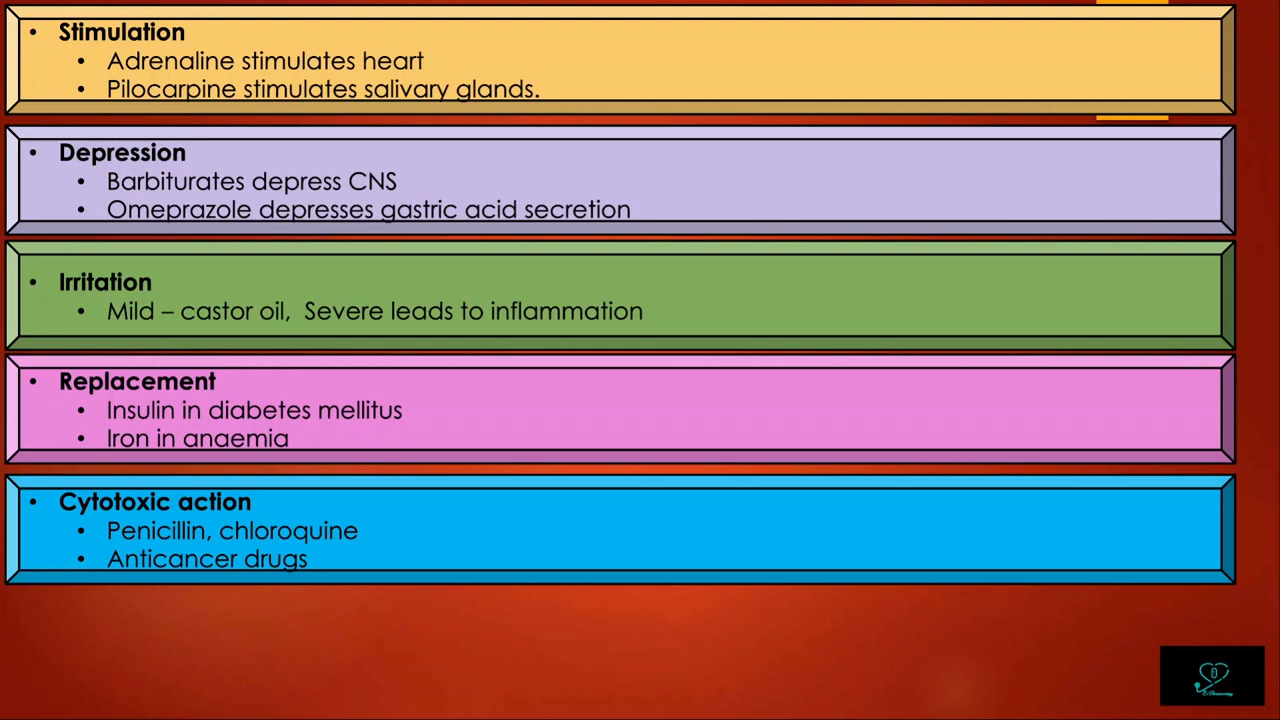 • Stimulation
• Adrenaline stimulates heart
• Pilocarpine stimulates salivary glands.
• Depression
• Barbiturates depress CNS
• Omeprazole depresses gastric acid secretion
• Irritation
• Mild – castor oil,  Severe leads to inflammation
• Replacement
• Insulin in diabetes mellitus
• Iron in anaemia
• Cytotoxic action
• Penicillin, chloroquine
• Anticancer drugs